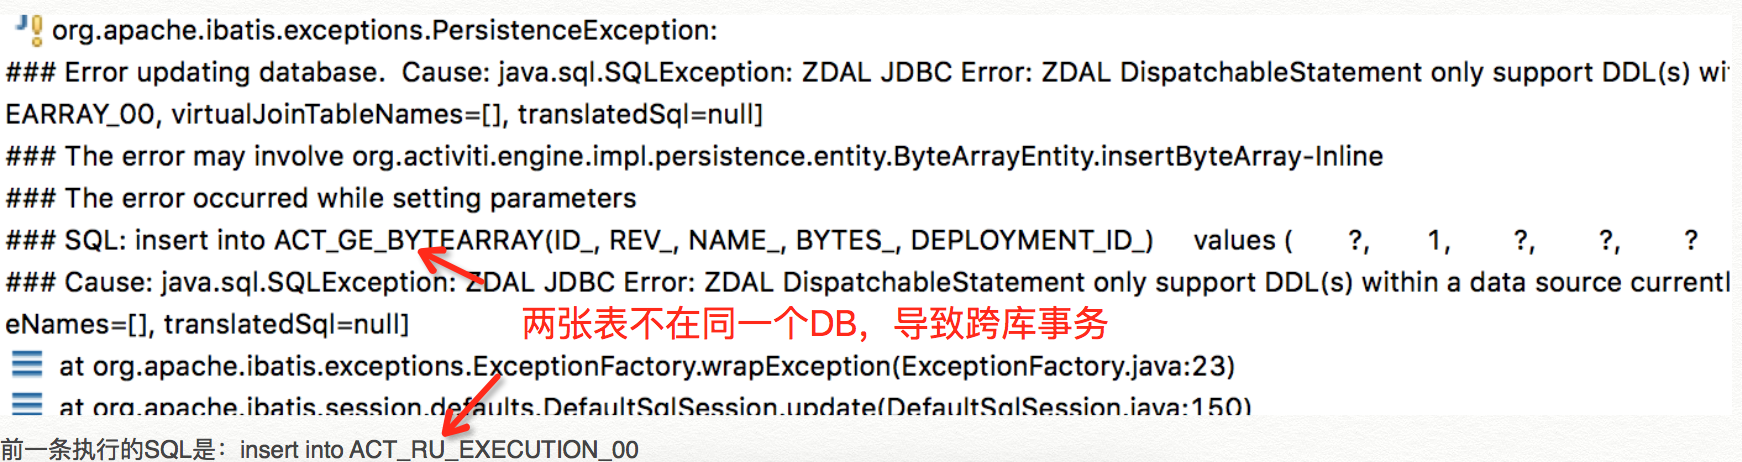 org.apache.ibatis.exceptions.PersistenceException:
### Error updating database.  Cause: java.sql.SQLException: ZDAL JDBC Error: ZDAL DispatchableStatement only support DDL(s) wi
EARRAY_00, virtualJoinTableNames=[], translatedSql=null]
### The error may involve org.activiti.engine.impl.persistence.entity.ByteArrayEntity.insertByteArray-Inline
### The error occurred while setting parameters
### SQL: insert into ACT_GE_BYTEARRAY(ID_, REV_, NAME_, BYTES_, DEPLOYMENT_ID_)     values (       ?,       1,       ?,       ?,       ?
### Cause: java.sql.SQLException: ZDAL JDBC Error: ZDAL DispatchableStatement only support DDL(s) within a data source currentl
eNames=[], translatedSql=null]
两张表不在同一个DB，导致跨库事务
at org.apache.ibatis.exceptions.ExceptionFactory.wrapException(ExceptionFactory.java:23)
at org.apache.ibatis.session.defaults.DefaultSqlSession.update(DefaultSqlSession.java:150)
前一条执行的SQL是：insert into ACT_RU_EXECUTION_00